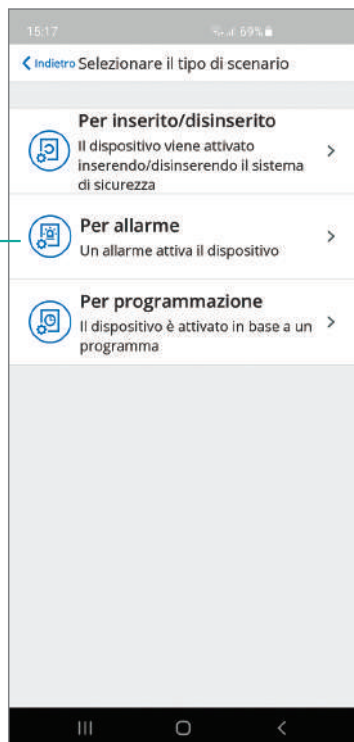 15:17 69%
Indietro Selezionare il tipo di scenario
Per inserito/disinserito
Il dispositivo viene attivato
inserendo/disinserendo il sistema
di sicurezza
Per allarme
Un allarme attiva il dispositivo
Per programmazione
Il dispositivo è attivato in base a un
programma